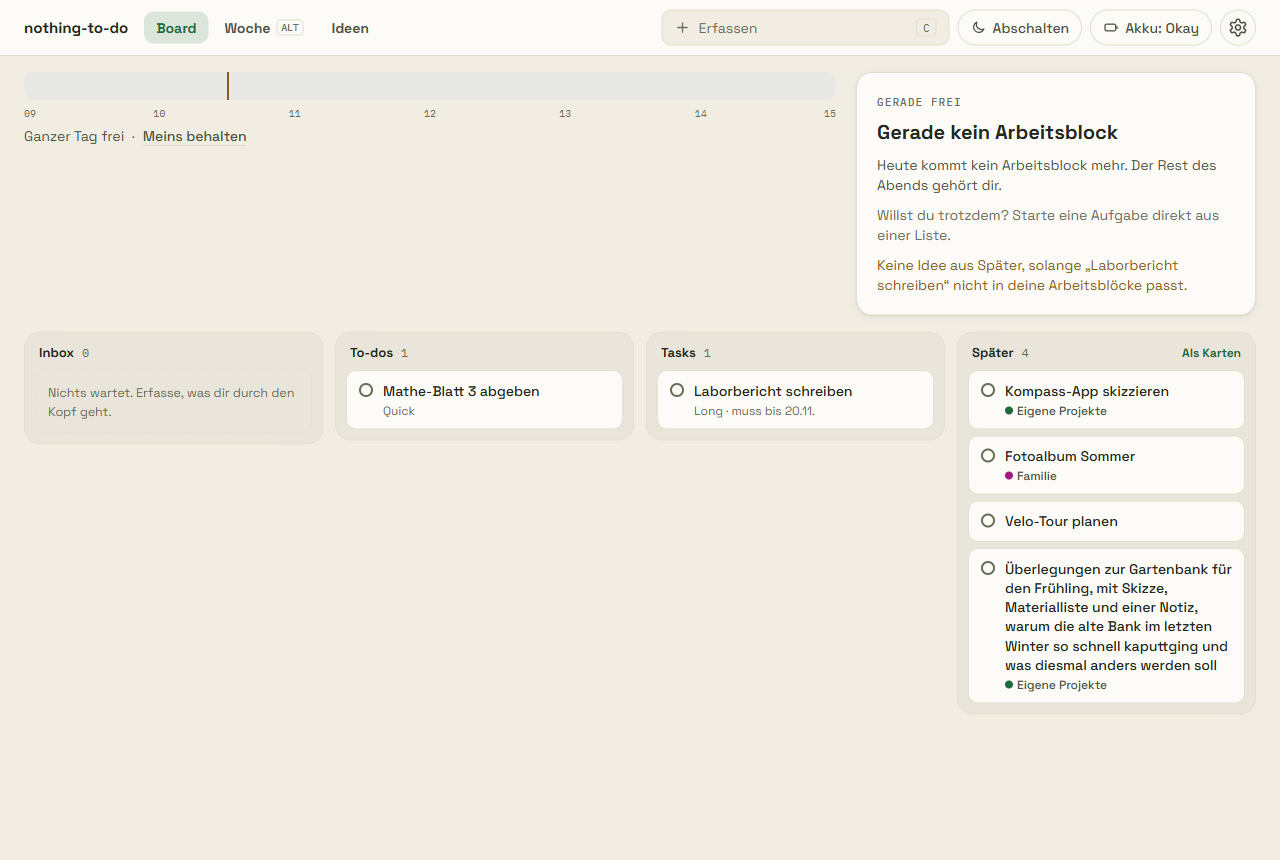 nothing-to-do
Board
Woche ALT
Ideen
Erfassen C
Abschalten
Akku: Okay
09 10 11 12 13 14 15
Ganzer Tag frei · Meins behalten
GERADE FREI
Gerade kein Arbeitsblock
Heute kommt kein Arbeitsblock mehr. Der Rest des
Abends gehört dir.
Willst du trotzdem? Starte eine Aufgabe direkt aus
einer Liste.
Keine Idee aus Später, solange „Laborbericht
schreiben“ nicht in deine Arbeitsblöcke passt.
Inbox 0
Nichts wartet. Erfasse, was dir durch den
Kopf geht.
To-dos 1
Mathe-Blatt 3 abgeben
Quick
Tasks 1
Laborbericht schreiben
Long · muss bis 20.11.
Später 4
Als Karten
Kompass-App skizzieren
Eigene Projekte
Fotoalbum Sommer
Familie
Velo-Tour planen
Überlegungen zur Gartenbank für
den Frühling, mit Skizze,
Materialliste und einer Notiz,
warum die alte Bank im letzten
Winter so schnell kaputtging und
was diesmal anders werden soll
Eigene Projekte